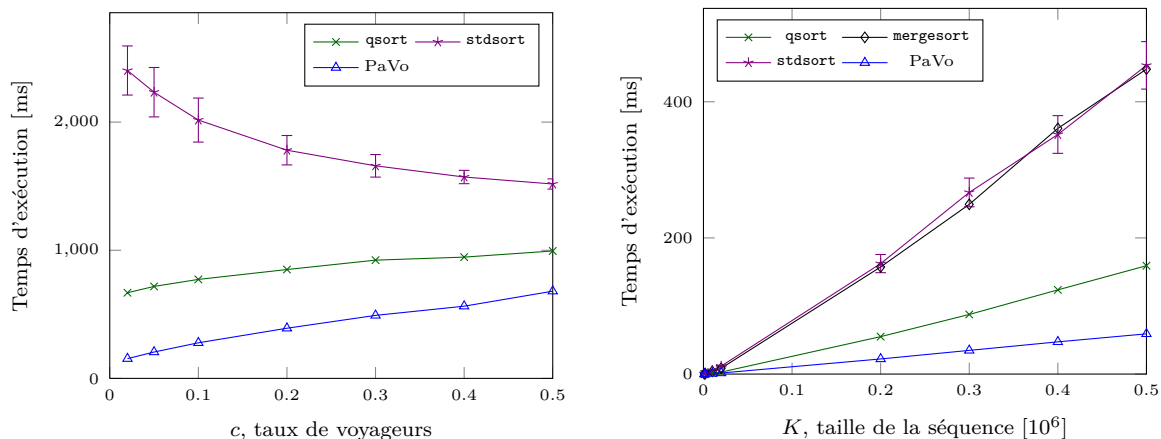 qsort stdsort
PaVo
Temps d'exécution [ms]
2,000
1,000
0
0 0.1 0.2 0.3 0.4 0.5
c, taux de voyageurs
qsort mergesort
stdsort PaVo
Temps d'exécution [ms]
400
200
0
0 0.1 0.2 0.3 0.4 0.5
K, taille de la séquence [10⁶]